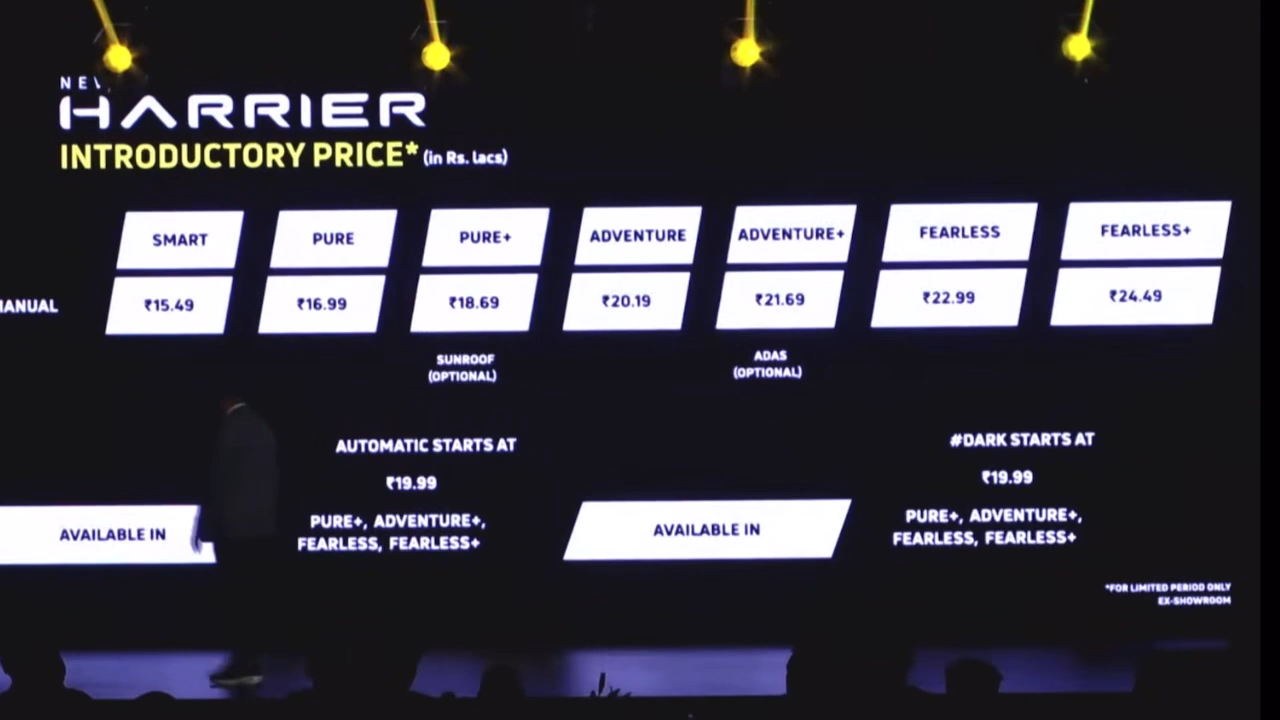 HARRIER
INTRODUCTORY PRICE* (in Rs. lacs)
SMART PURE PURE+ ADVENTURE ADVENTURE+ FEARLESS FEARLESS+
₹15.49 ₹16.99 ₹18.69 ₹20.19 ₹21.69 ₹22.99 ₹24.49
SUNROOF ADAS
(OPTIONAL) (OPTIONAL)
AUTOMATIC STARTS AT
₹19.99
AVAILABLE IN
PURE+, ADVENTURE+,
FEARLESS, FEARLESS+
#DARK STARTS AT
₹19.99
AVAILABLE IN
PURE+, ADVENTURE+,
FEARLESS, FEARLESS+
*FOR LIMITED PERIOD ONLY
EX-SHOWROOM